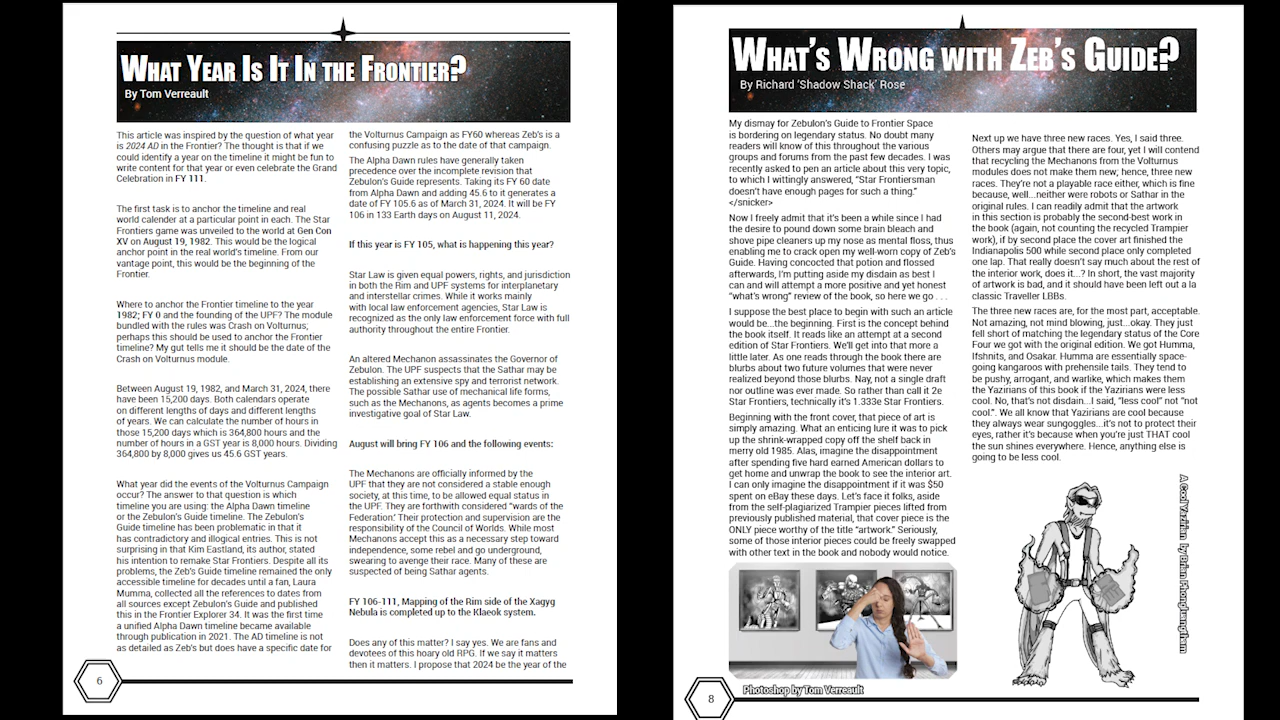 WHAT YEAR IS IT IN THE FRONTIER?
By Tom Verreault
This article was inspired by the question of what year
is 2024 AD in the Frontier? The thought is that if we
could identify a year on the timeline it might be fun to
write content for that year or even celebrate the Grand
Celebration in FY 111.
The first task is to anchor the timeline and real
world calender at a particular point in each. The Star
Frontiers game was unveiled to the world at Gen Con
XV on August 19, 1982. This would be the logical
anchor point in the real world's timeline. From our
vantage point, this would be the beginning of the
Frontier.
Where to anchor the Frontier timeline to the year
1982; FY 0 and the founding of the UPF? The module
bundled with the rules was Crash on Volturnus;
perhaps this should be used to anchor the Frontier
timeline? My gut tells me it should be the date of the
Crash on Volturnus module.
Between August 19, 1982, and March 31, 2024, there
have been 15,200 days. Both calendars operate
on different lengths of days and different lengths
of years. We can calculate the number of hours in
those 15,200 days which is 364,800 hours and the
number of hours in a GST year is 8,000 hours. Dividing
364,800 by 8,000 gives us 45.6 GST years.
What year did the events of the Volturnus Campaign
occur? The answer to that question is which
timeline you are using: the Alpha Dawn timeline
or the Zebulon's Guide timeline. The Zebulon's
Guide timeline has been problematic in that it
has contradictory and illogical entries. This is not
surprising in that Kim Eastland, its author, stated
his intention to remake Star Frontiers. Despite all its
problems, the Zeb's Guide timeline remained the only
accessible timeline for decades until a fan, Laura
Mumma, collected all the references to dates from
all sources except Zebulon's Guide and published
this in the Frontier Explorer 34. It was the first time
a unified Alpha Dawn timeline became available
through publication in 2021. The AD timeline is not
as detailed as Zeb's but does have a specific date for
the Volturnus Campaign as FY60 whereas Zeb's is a
confusing puzzle as to the date of that campaign.
The Alpha Dawn rules have generally taken
precedence over the incomplete revision that
Zebulon's Guide represents. Taking its FY 60 date
from Alpha Dawn and adding 45.6 to it generates a
date of FY 105.6 as of March 31, 2024. It will be FY
106 in 133 Earth days on August 11, 2024.
If this year is FY 105, what is happening this year?
Star Law is given equal powers, rights, and jurisdiction
in both the Rim and UPF systems for interplanetary
and interstellar crimes. While it works mainly
with local law enforcement agencies, Star Law is
recognized as the only law enforcement force with full
authority throughout the entire Frontier.
An altered Mechanon assassinates the Governor of
Zebulon. The UPF suspects that the Sathar may be
establishing an extensive spy and terrorist network.
The possible Sathar use of mechanical life forms,
such as the Mechanons, as agents becomes a prime
investigative goal of Star Law.
August will bring FY 106 and the following events:
The Mechanons are officially informed by the
UPF that they are not considered a stable enough
society, at this time, to be allowed equal status in
the UPF. They are forthwith considered "wards of the
Federation.' Their protection and supervision are the
responsibility of the Council of Worlds. While most
Mechanons accept this as a necessary step toward
independence, some rebel and go underground,
swearing to avenge their race. Many of these are
suspected of being Sathar agents.
FY 106-111, Mapping of the Rim side of the Xagyg
Nebula is completed up to the Klaeok system.
Does any of this matter? I say yes. We are fans and
devotees of this hoary old RPG. If we say it matters
then it matters. I propose that 2024 be the year of the
6
WHAT'S WRONG WITH ZEB'S GUIDE?
By Richard 'Shadow Shack' Rose
My dismay for Zebulon's Guide to Frontier Space
is bordering on legendary status. No doubt many
readers will know of this throughout the various
groups and forums from the past few decades. I was
recently asked to pen an article about this very topic,
to which I wittingly answered, "Star Frontiersman
doesn't have enough pages for such a thing."
</snicker>
Now I freely admit that it's been a while since I had
the desire to pound down some brain bleach and
shove pipe cleaners up my nose as mental floss, thus
enabling me to crack open my well-worn copy of Zeb's
Guide. Having concocted that potion and flossed
afterwards, I'm putting aside my disdain as best I
can and will attempt a more positive and yet honest
"what's wrong" review of the book, so here we go . . .
I suppose the best place to begin with such an article
would be...the beginning. First is the concept behind
the book itself. It reads like an attempt at a second
edition of Star Frontiers. We'll get into that more a
little later. As one reads through the book there are
blurbs about two future volumes that were never
realized beyond those blurbs. Nay, not a single draft
nor outline was ever made. So rather than call it 2e
Star Frontiers, technically it's 1.333e Star Frontiers.
Beginning with the front cover, that piece of art is
simply amazing. What an enticing lure it was to pick
up the shrink-wrapped copy off the shelf back in
merry old 1985. Alas, imagine the disappointment
after spending five hard earned American dollars to
get home and unwrap the book to see the interior art.
I can only imagine the disappointment if it was $50
spent on eBay these days. Let's face it folks, aside
from the self-plagiarized Trampier pieces lifted from
previously published material, that cover piece is the
ONLY piece worthy of the title "artwork." Seriously,
some of those interior pieces could be freely swapped
with other text in the book and nobody would notice.
Photoshop by Tom Verreault
Next up we have three new races. Yes, I said three.
Others may argue that there are four, yet I will contend
that recycling the Mechanons from the Volturnus
modules does not make them new; hence, three new
races. They're not a playable race either, which is fine
because, well...neither were robots or Sathar in the
original rules. I can readily admit that the artwork
in this section is probably the second-best work in
the book (again, not counting the recycled Trampier
work), if by second place the cover art finished the
Indianapolis 500 while second place only completed
one lap. That really doesn't say much about the rest of
the interior work, does it...? In short, the vast majority
of artwork is bad, and it should have been left out a la
classic Traveller LBBs.
The three new races are, for the most part, acceptable.
Not amazing, not mind blowing, just...okay. They just
fell short of matching the legendary status of the Core
Four we got with the original edition. We got Humma,
Ifshnits, and Osakar. Humma are essentially space-
going kangaroos with prehensile tails. They tend to
be pushy, arrogant, and warlike, which makes them
the Yazirians of this book if the Yazirians were less
cool. No, that's not disdain...I said, "less cool" not "not
cool.". We all know that Yazirians are cool because
they always wear sungoggles...it's not to protect their
eyes, rather it's because when you're just THAT cool
the sun shines everywhere. Hence, anything else is
going to be less cool.
A Cool Yazirian by Brian
8